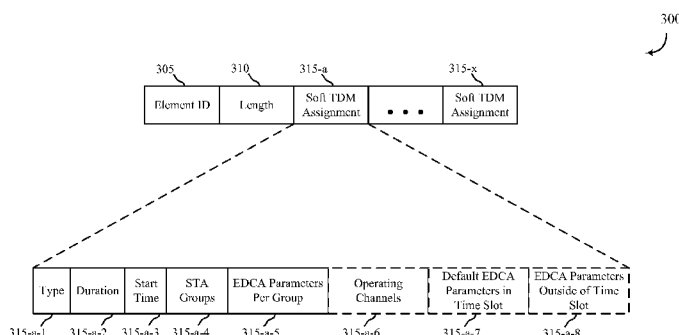 300
305
310
315-a
315-x
Element ID
Length
Soft TDM
Assignment
• • •
Soft TDM
Assignment
Type
Duration
Start
Time
STA
Groups
EDCA Parameters
Per Group
Operating
Channels
Default EDCA
Parameters in
Time Slot
EDCA Parameters
Outside of Time
Slot
315-a-1
315-a-2
315-a-3
315-a-4
315-a-5
315-a-6
315-a-7
315-a-8